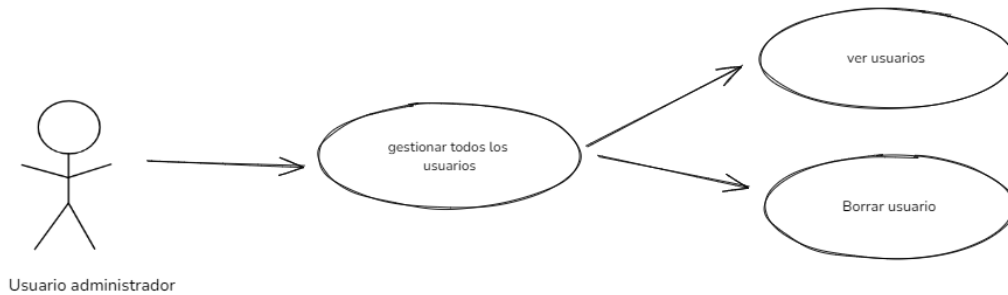 ver usuarios
gestionar todos los
usuarios
Borrar usuario
Usuario administrador